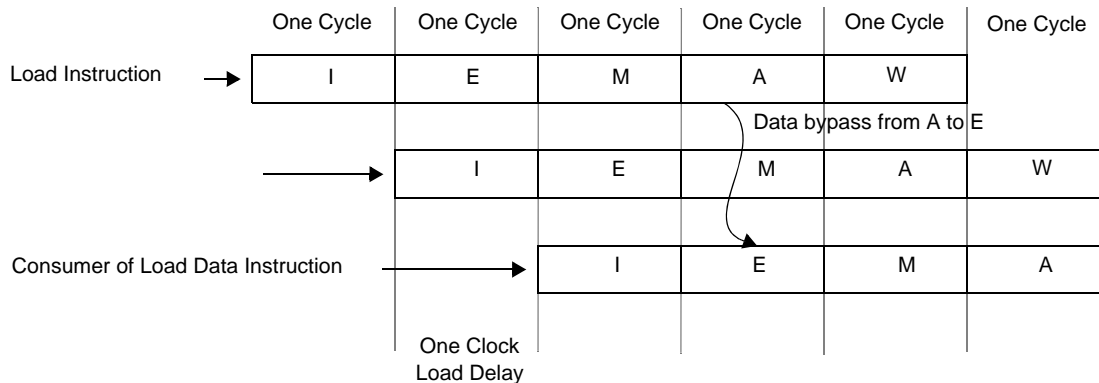 One Cycle One Cycle One Cycle One Cycle One Cycle One Cycle
Load Instruction I E M A W
Data bypass from A to E
I E M A W
Consumer of Load Data Instruction I E M A
One Clock
Load Delay